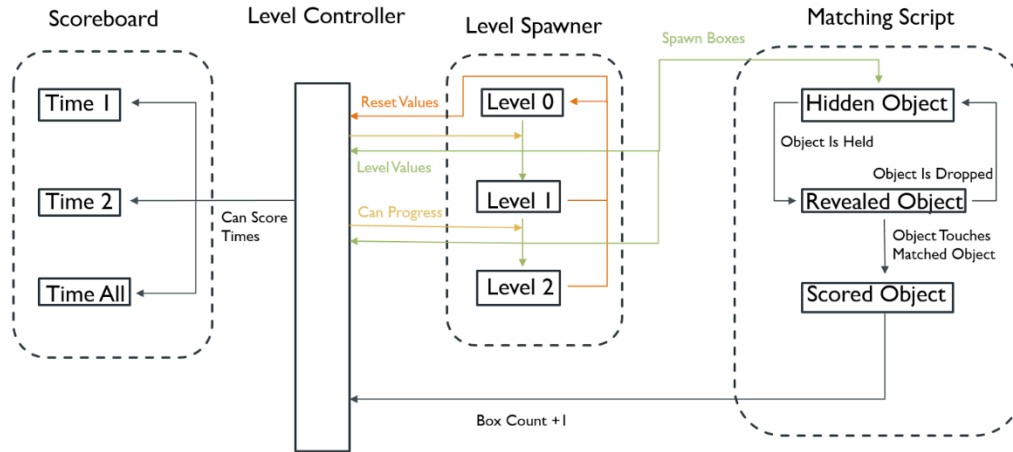 Scoreboard
Level Controller
Level Spawner
Matching Script
Time 1
Time 2
Time All
Can Score
Times
Reset Values
Level Values
Can Progress
Level 0
Level 1
Level 2
Spawn Boxes
Hidden Object
Object Is Held
Object Is Dropped
Revealed Object
Object Touches
Matched Object
Scored Object
Box Count +1